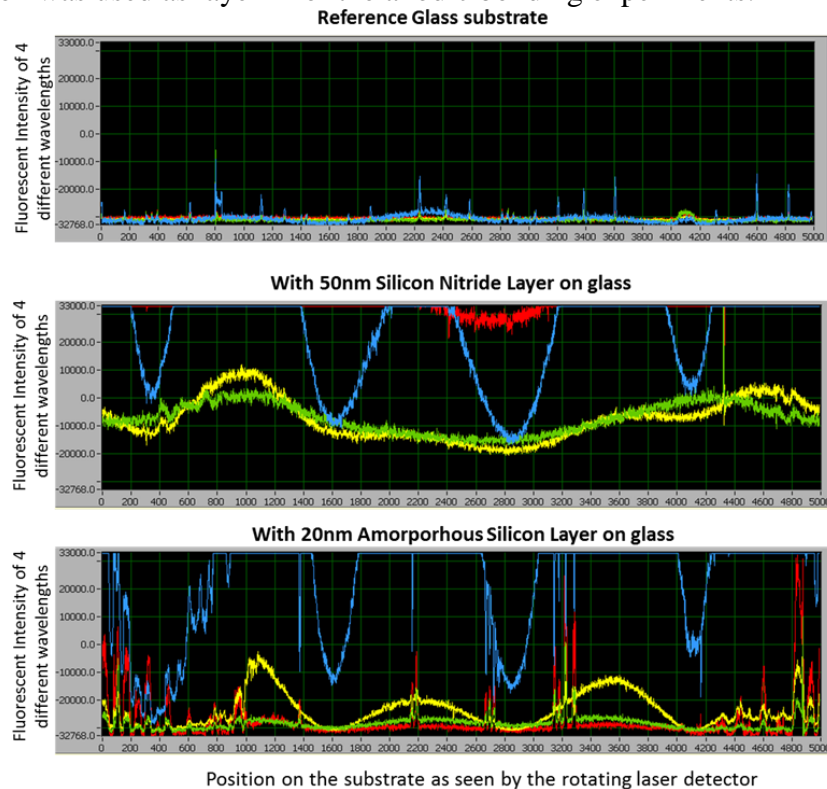 was used as layer for the bonding experiments.
Reference Glass substrate
Fluorescent Intensity of 4
different wavelengths
33000.0
20000.0
10000.0
0.0
-10000.0
-20000.0
-32768.0
0 200 400 600 800 1000 1200 1400 1600 1800 2000 2200 2400 2600 2800 3000 3200 3400 3600 3800 4000 4200 4400 4600 4800 5000
With 50nm Silicon Nitride Layer on glass
Fluorescent Intensity of 4
different wavelengths
33000.0
20000.0
10000.0
0.0
-10000.0
-20000.0
-32768.0
0 200 400 600 800 1000 1200 1400 1600 1800 2000 2200 2400 2600 2800 3000 3200 3400 3600 3800 4000 4200 4400 4600 4800 5000
With 20nm Amorporhous Silicon Layer on glass
Fluorescent Intensity of 4
different wavelengths
33000.0
20000.0
10000.0
0.0
-10000.0
-20000.0
-32768.0
0 200 400 600 800 1000 1200 1400 1600 1800 2000 2200 2400 2600 2800 3000 3200 3400 3600 3800 4000 4200 4400 4600 4800 5000
Position on the substrate as seen by the rotating laser detector